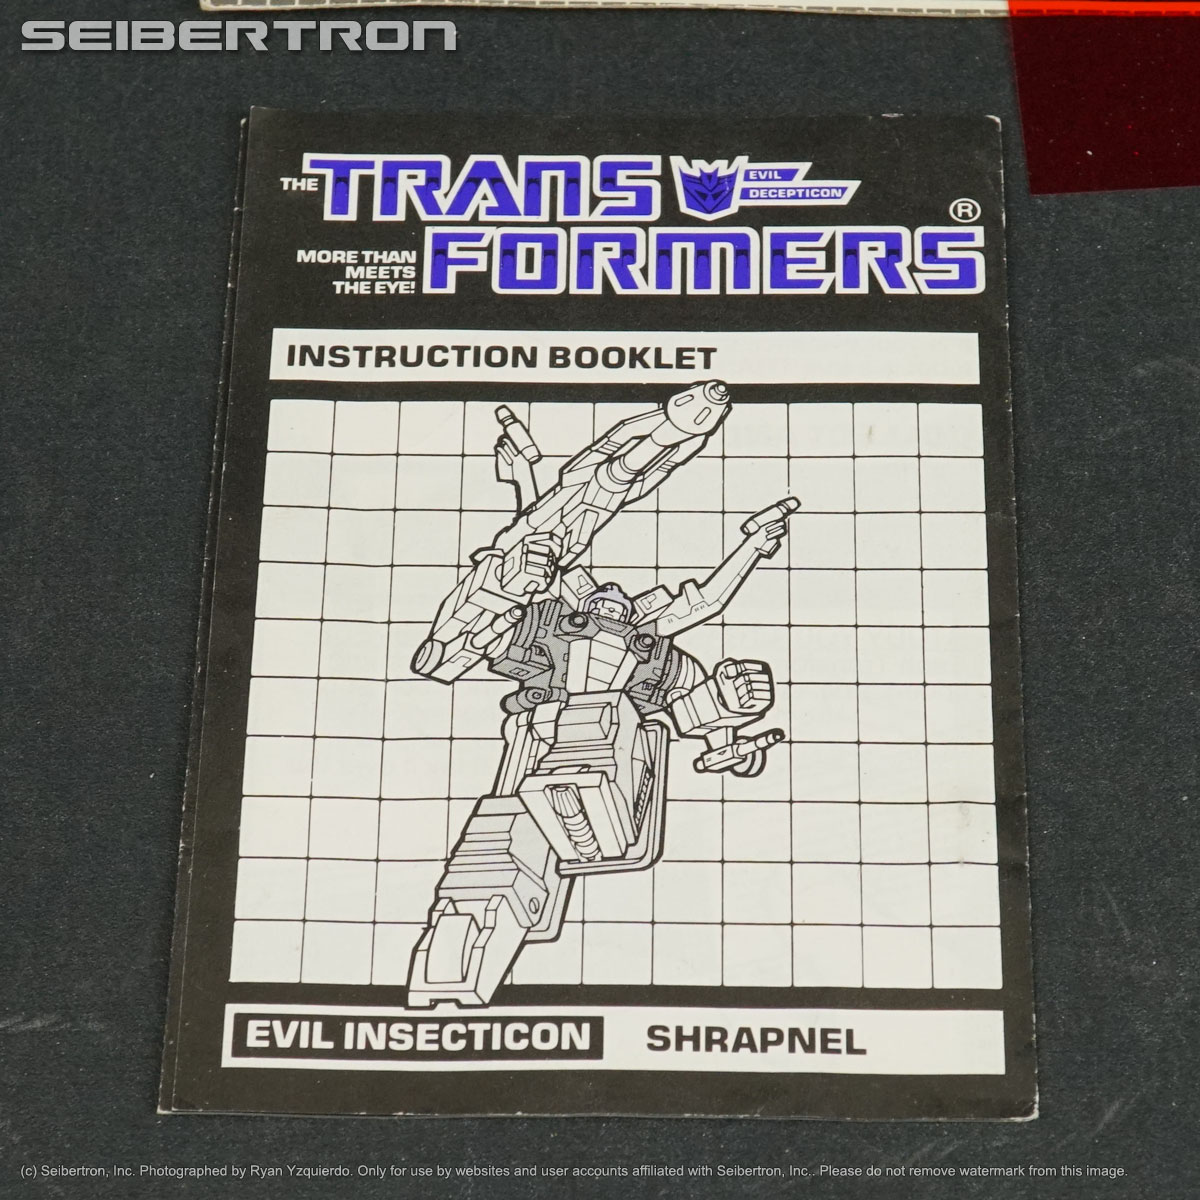 SEIBERTRON
THE TRANS
EVIL
DECEPTICON
®
MORE THAN
MEETS
THE EYE!
FORMERS
INSTRUCTION BOOKLET
EVIL INSECTICON SHRAPNEL
(c) Seibertron, Inc. Photographed by Ryan Yzquierdo. Only for use by websites and user accounts affiliated with Seibertron, Inc.. Please do not remove watermark from this image.